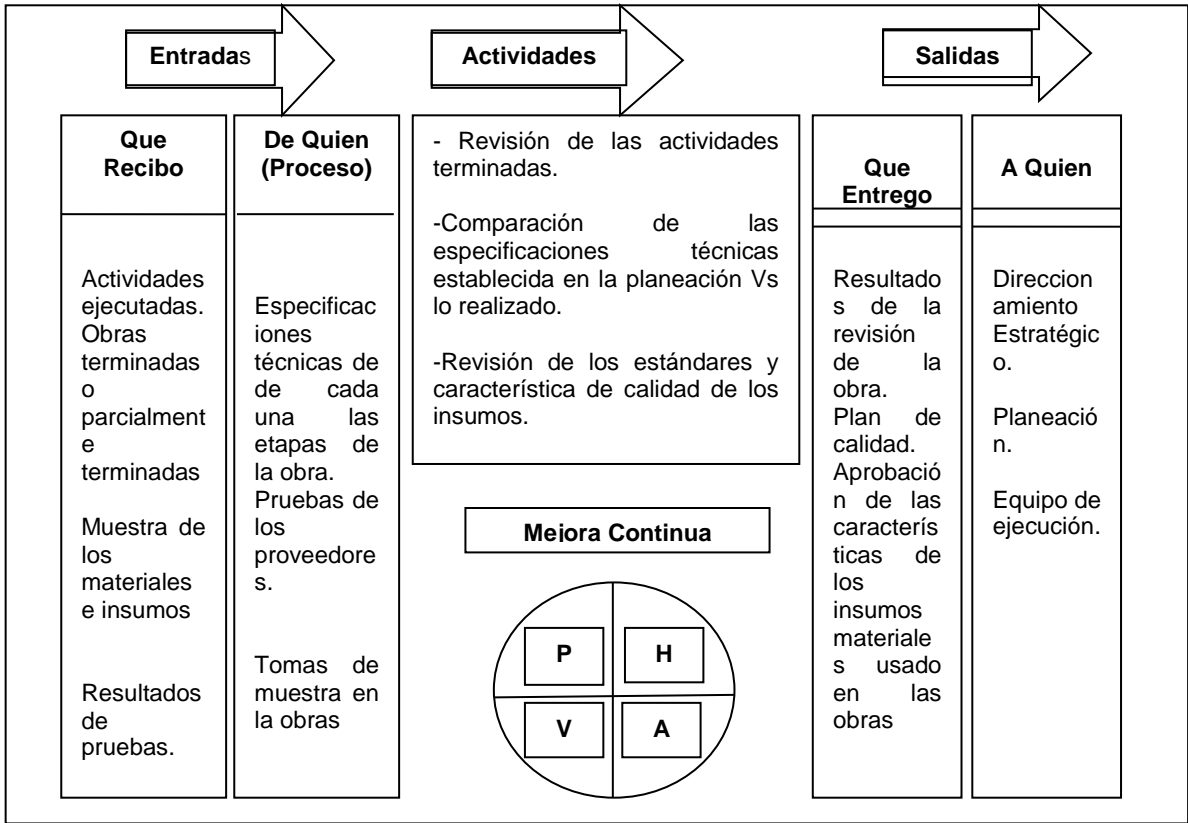 Entradas
Actividades
Salidas
Que
Recibo
De Quien
(Proceso)
Actividades
ejecutadas.
Obras
terminadas
o
parcialment
e
terminadas
Muestra de
los
materiales
e insumos
Resultados
de
pruebas.
Especificac
iones
técnicas de
de cada
una las
etapas de
la obra.
Pruebas de
los
proveedore
s.
Tomas de
muestra en
la obras
- Revisión de las actividades
terminadas.
-Comparación de las
especificaciones técnicas
establecida en la planeación Vs
lo realizado.
-Revisión de los estándares y
característica de calidad de los
insumos.
Mejora Continua
P
H
V
A
Que
Entrego
A Quien
Resultado
s de la
revisión
de la
obra.
Plan de
calidad.
Aprobació
n de las
caracterís
ticas de
los
insumos
materiale
s usado
en las
obras
Direccion
amiento
Estratégic
o.
Planeació
n.
Equipo de
ejecución.